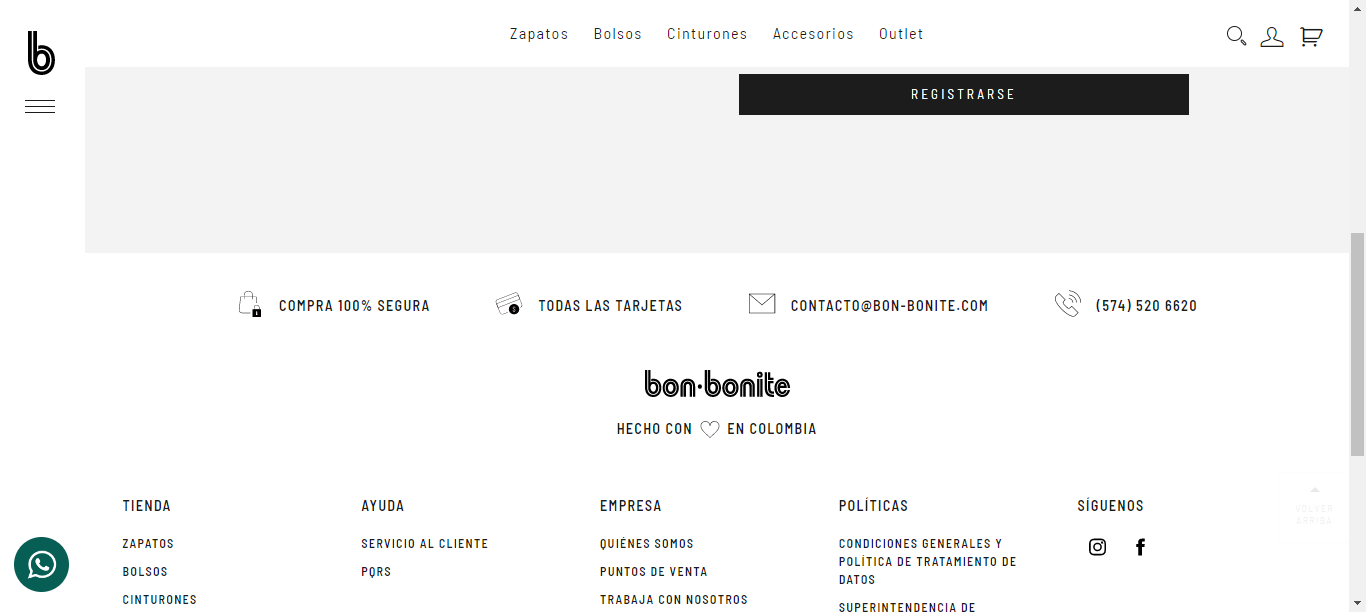 b
Zapatos Bolsos Cinturones Accesorios Outlet
REGISTRARSE
COMPRA 100% SEGURA TODAS LAS TARJETAS CONTACTO@BON-BONITE.COM (574) 520 6620
bon·bonite
HECHO CON EN COLOMBIA
TIENDA AYUDA EMPRESA POLÍTICAS SÍGUENOS
VOLVER
ARRIBA
ZAPATOS SERVICIO AL CLIENTE QUIÉNES SOMOS CONDICIONES GENERALES Y
POLÍTICA DE TRATAMIENTO DE
BOLSOS PQRS PUNTOS DE VENTA
DATOS
CINTURONES TRABAJA CON NOSOTROS
SUPERINTENDENCIA DE